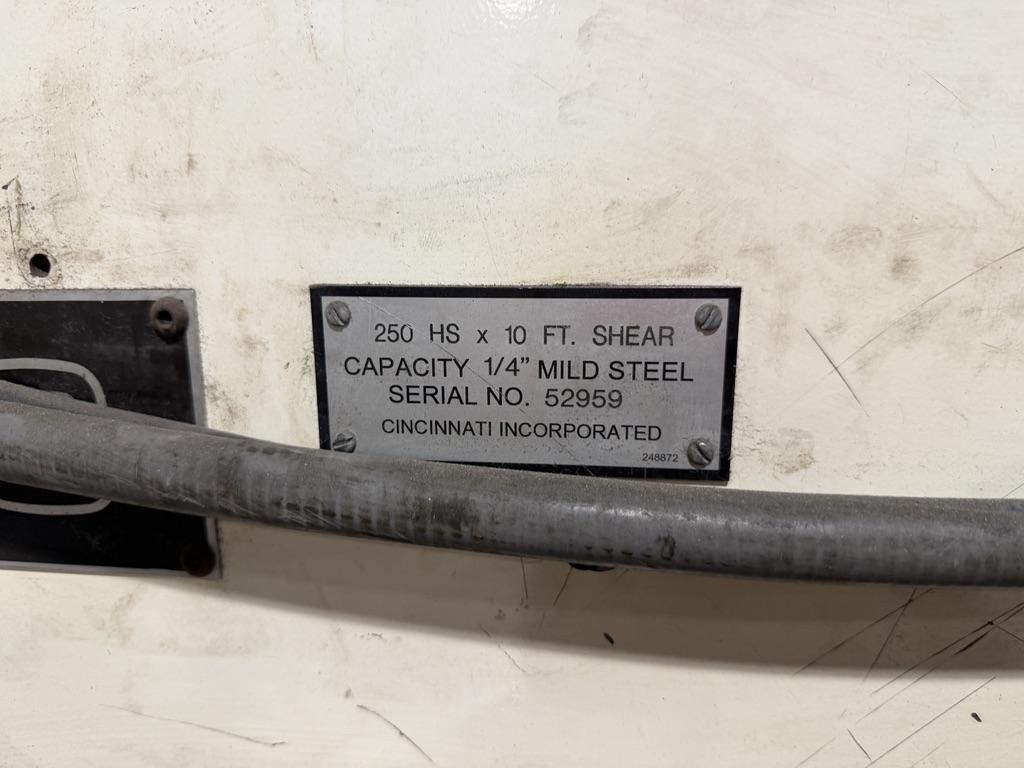 250 HS x 10 FT. SHEAR
CAPACITY 1/4” MILD STEEL
SERIAL NO. 52959
CINCINNATI INCORPORATED
248872